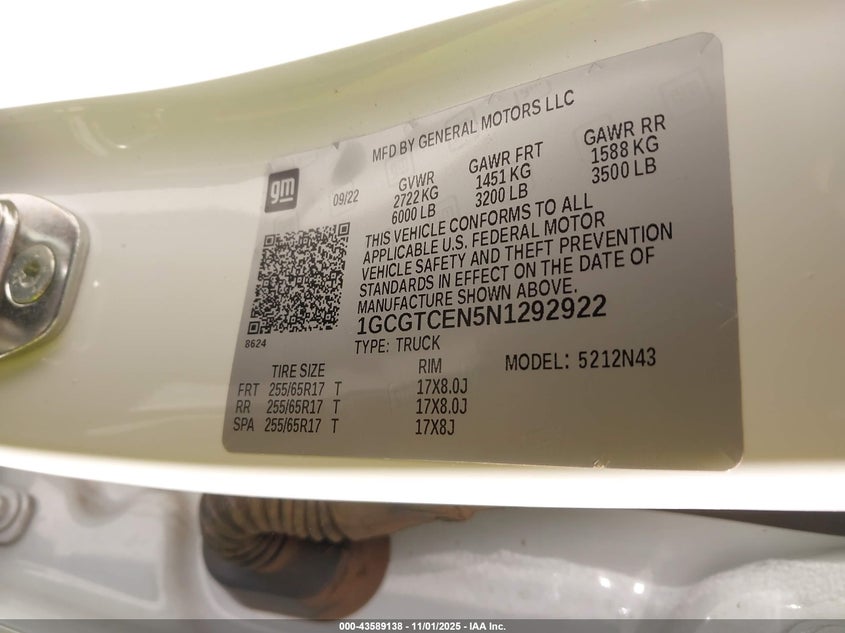 MFD BY GENERAL MOTORS LLC
gm
09/22
GVWR GAWR FRT GAWR RR
2722 KG 1451 KG 1588 KG
6000 LB 3200 LB 3500 LB
THIS VEHICLE CONFORMS TO ALL
APPLICABLE U.S. FEDERAL MOTOR
VEHICLE SAFETY AND THEFT PREVENTION
STANDARDS IN EFFECT ON THE DATE OF
MANUFACTURE SHOWN ABOVE.
1GCGTCEN5N1292922
8624
TYPE: TRUCK
MODEL: 5212N43
TIRE SIZE RIM
FRT 255/65R17 T 17X8.0J
RR 255/65R17 T 17X8.0J
SPA 255/65R17 T 17X8J
000-43589138 - 11/01/2025 - IAA Inc.